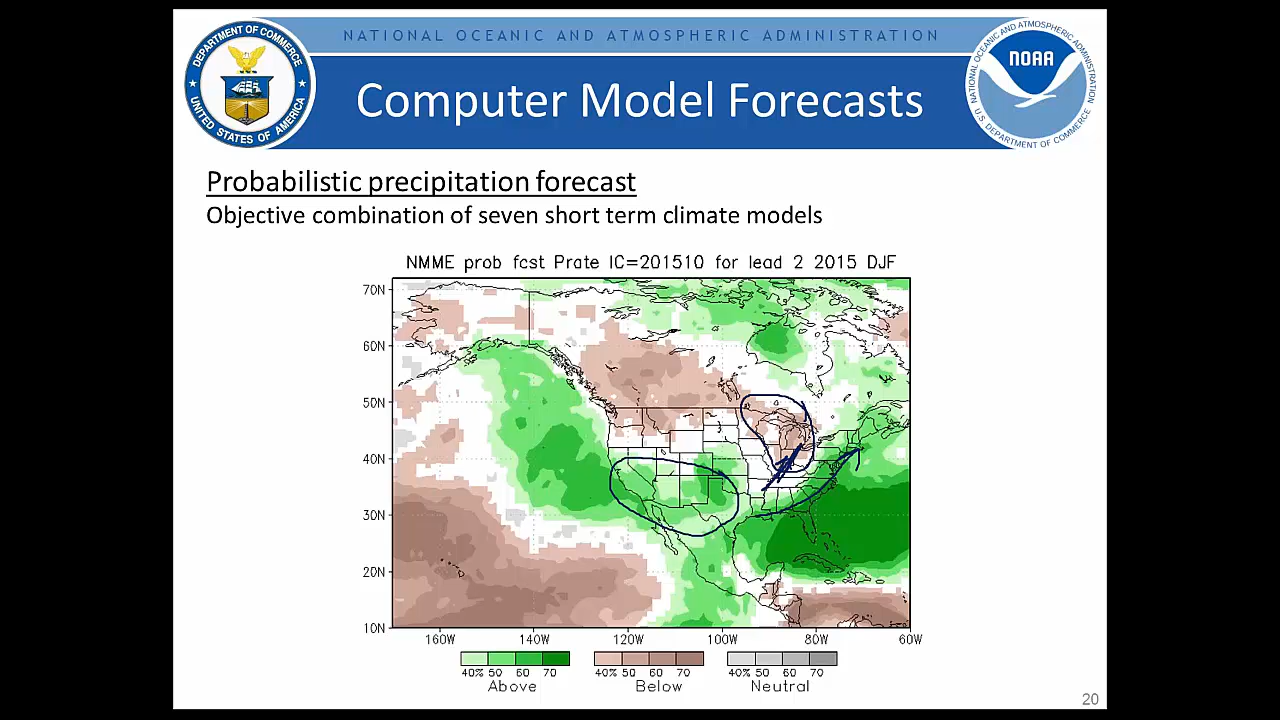 NATIONAL OCEANIC AND ATMOSPHERIC ADMINISTRATION
DEPARTMENT OF COMMERCE
UNITED STATES OF AMERICA
Computer Model Forecasts
NATIONAL OCEANIC AND ATMOSPHERIC ADMINISTRATION
NOAA
U.S. DEPARTMENT OF COMMERCE
Probabilistic precipitation forecast
Objective combination of seven short term climate models
NMME prob fcst Prate IC=201510 for lead 2 2015 DJF
70N
60N
50N
40N
30N
20N
10N
160W 140W 120W 100W 80W 60W
40% 50 60 70 40% 50 60 70 40% 50 60 70
Above Below Neutral
20